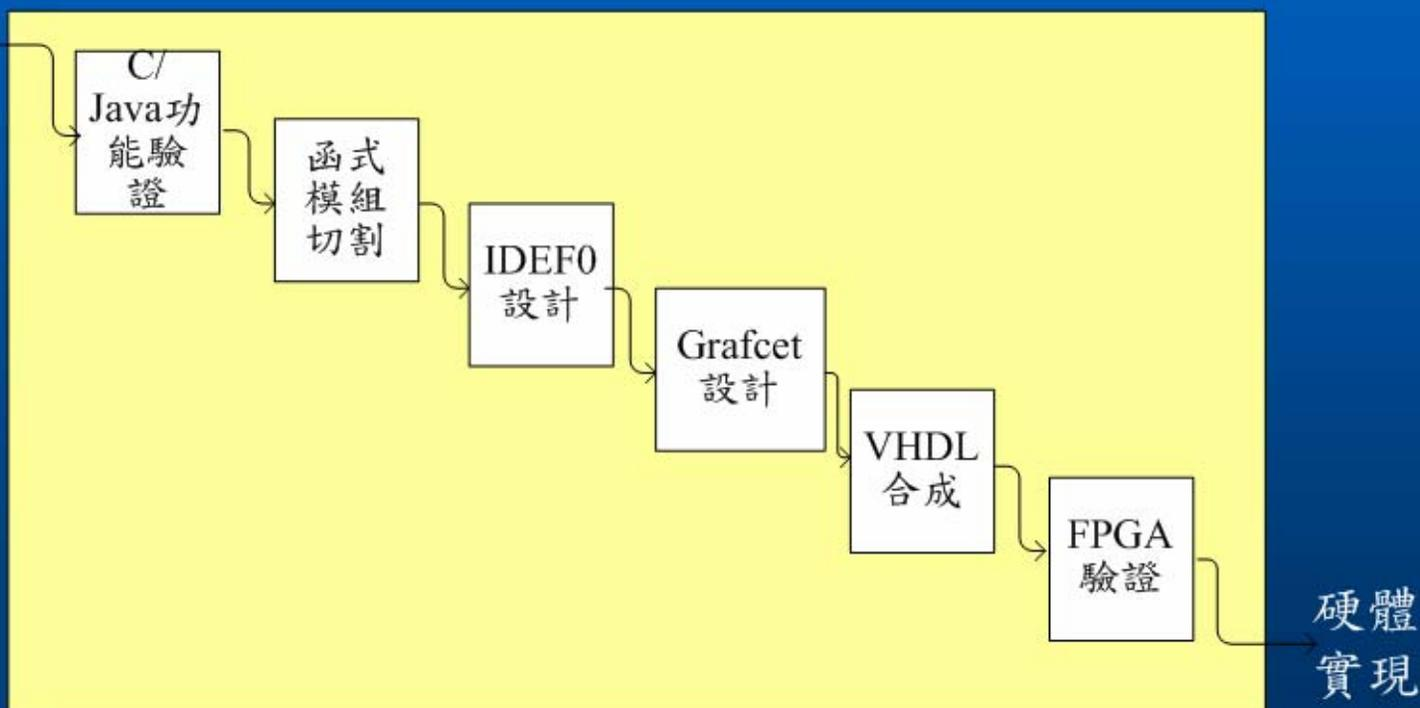 C/
Java功
能驗
證
函式
模組
切割
IDEF0
設計
Grafcet
設計
VHDL
合成
FPGA
驗證
硬體
實現